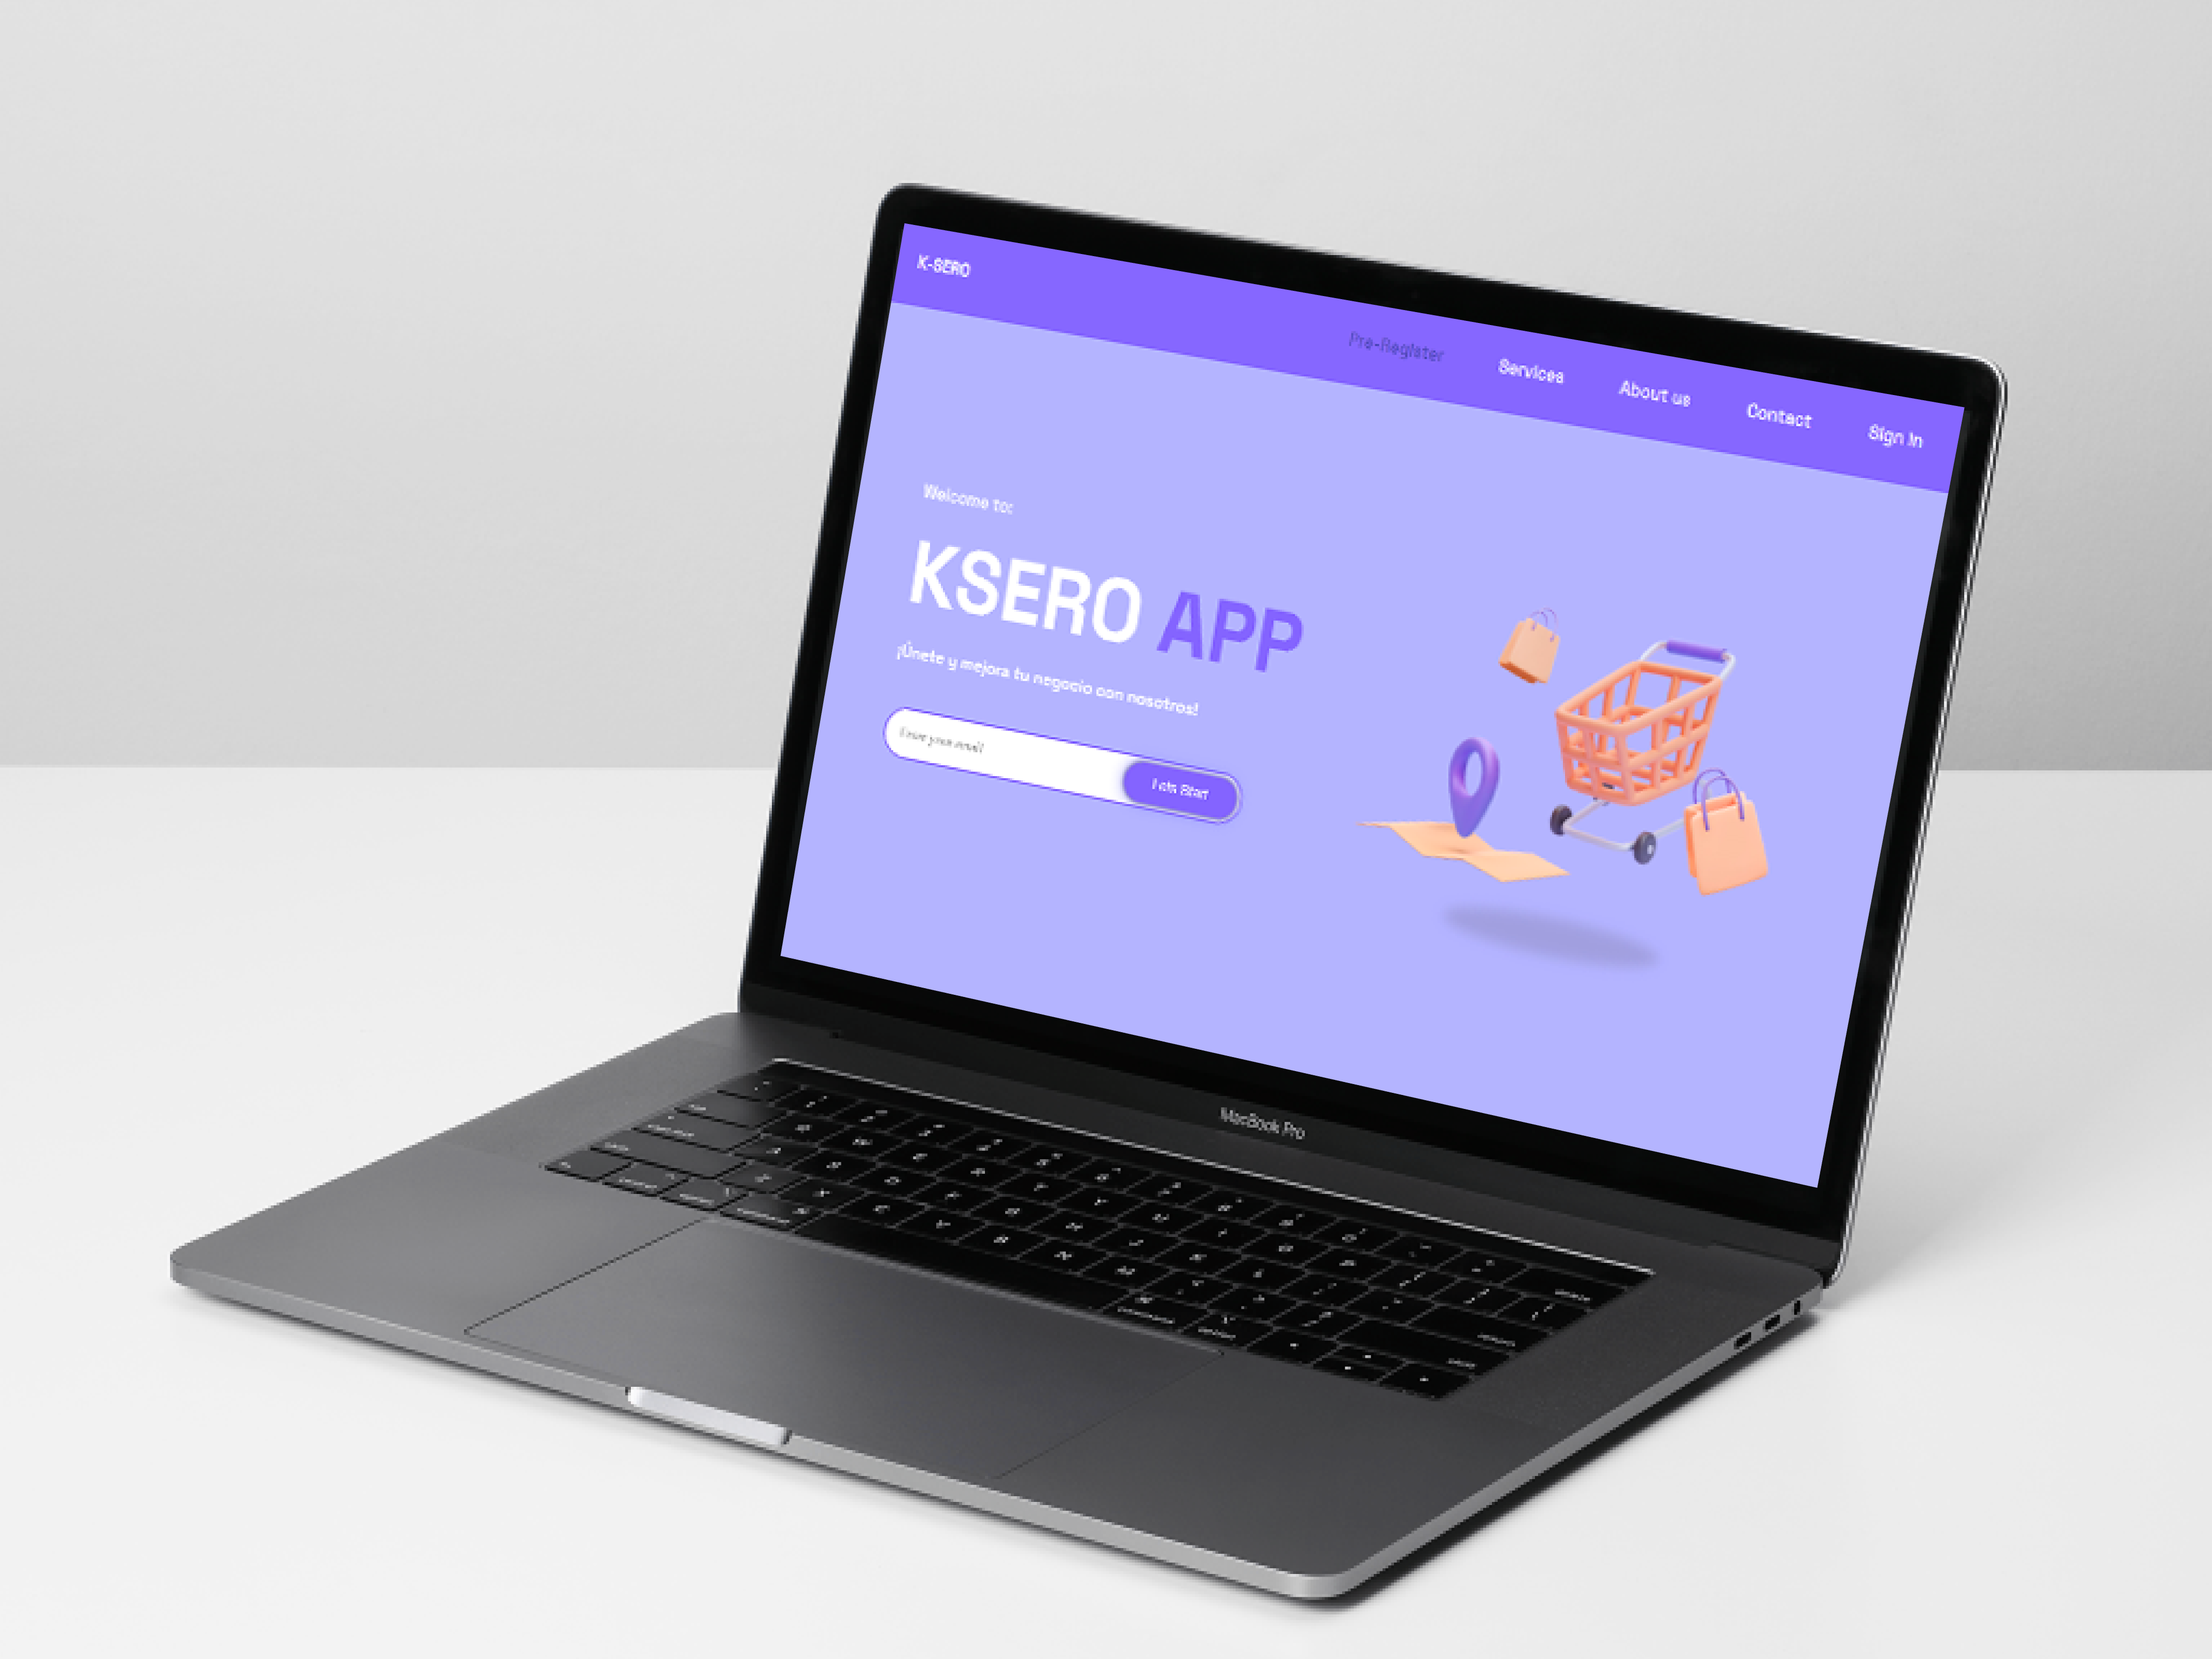 K-SERO
Pre-Register
Services
About us
Contact
Sign In
Welcome to:
KSERO APP
¡Únete y mejora tu negocio con nosotros!
your email
Lets Start
MacBook Pro